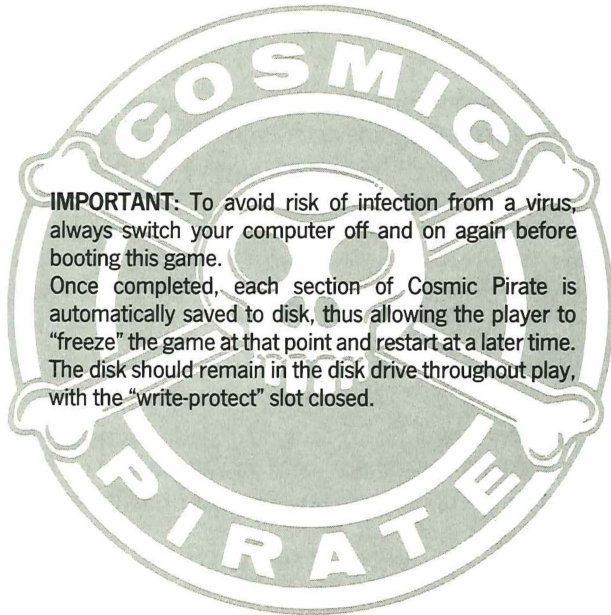 COSMIC
IMPORTANT: To avoid risk of infection from a virus,
always switch your computer off and on again before
booting this game.
Once completed, each section of Cosmic Pirate is
automatically saved to disk, thus allowing the player to
"freeze" the game at that point and restart at a later time.
The disk should remain in the disk drive throughout play,
with the "write-protect" slot closed.
PIRATE